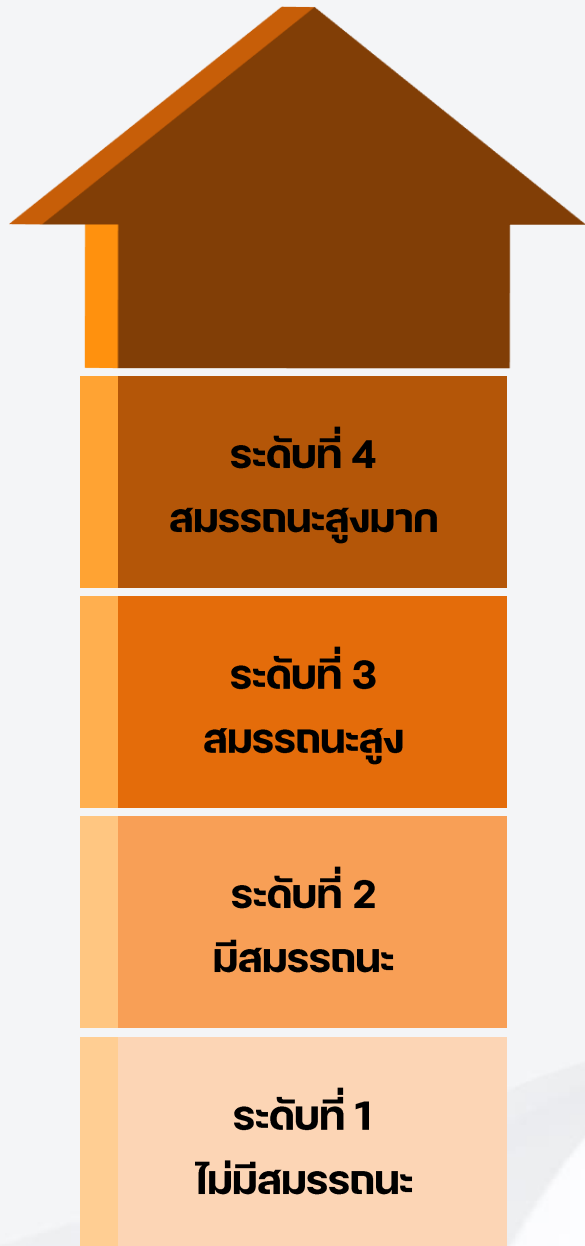 ระดับที่ 4
สมรรถนะสูงมาก
ระดับที่ 3
สมรรถนะสูง
ระดับที่ 2
มีสมรรถนะ
ระดับที่ 1
ไม่มีสมรรถนะ